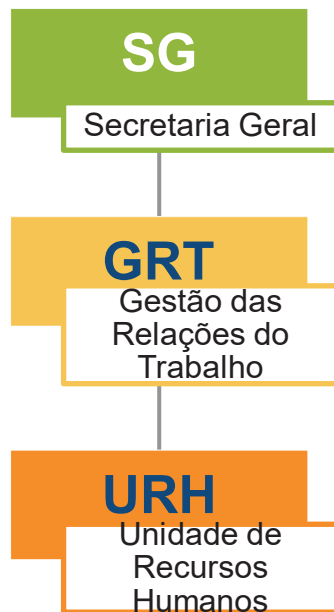 SG
Secretaria Geral
GRT
Gestão das
Relações do
Trabalho
URH
Unidade de
Recursos
Humanos